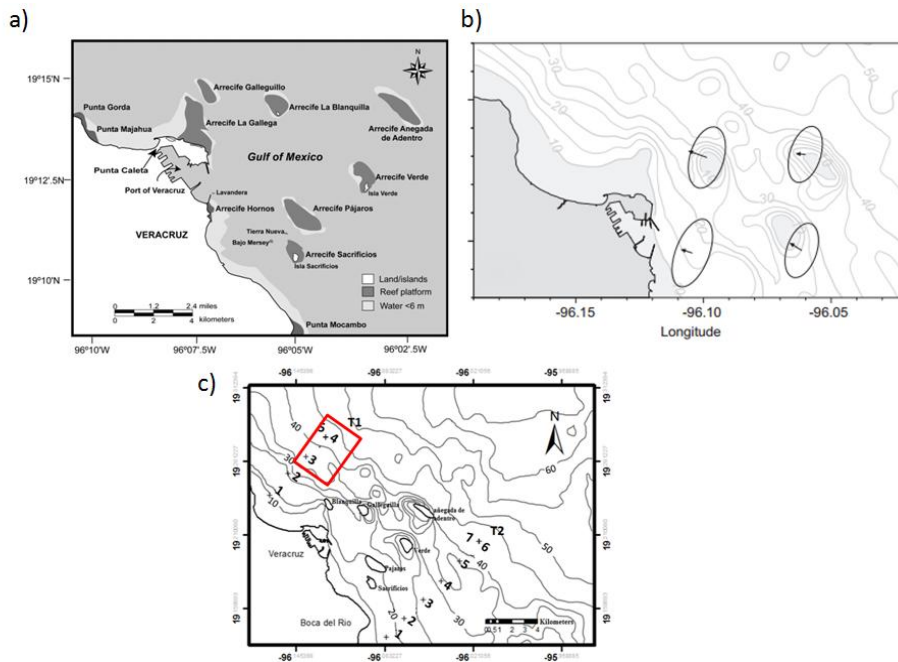 a)
N
19°15'N
19°12.5'N
19°10'N
Arrecife Galleguillo
Arrecife La Blanquilla
Punta Gorda
Arrecife La Gallega
Arrecife Anegada
de Adentro
Punta Majahua
Gulf of Mexico
Punta Caleta
Arrecife Verde
Port of Veracruz
Lavandera
Isla Verde
Arrecife Hornos
Arrecife Pájaros
VERACRUZ
Tierra Nueva
Bajo Mersey
Arrecife Sacrificios
Isla Sacrificios
Land/islands
Reef platform
Water <6 m
0 1.2 2.4 miles
0 2 4
kilometers
Punta Mocambo
96°10'W 96°07.5'W 96°05'W 96°02.5'W
b)
30
20
10
20
30
40
10
30
-96.15 -96.10 -96.05
Longitude
c)
N
T1
5
4
40
3
30
2
1
10
60
Blanquilla
Galleguilla
añegada de
adentro
T2
7
6
50
Veracruz
Verde
5
40
Pajaros
4
Sacrificios
3
20
2
30
Boca del Rio
1
Kilometers